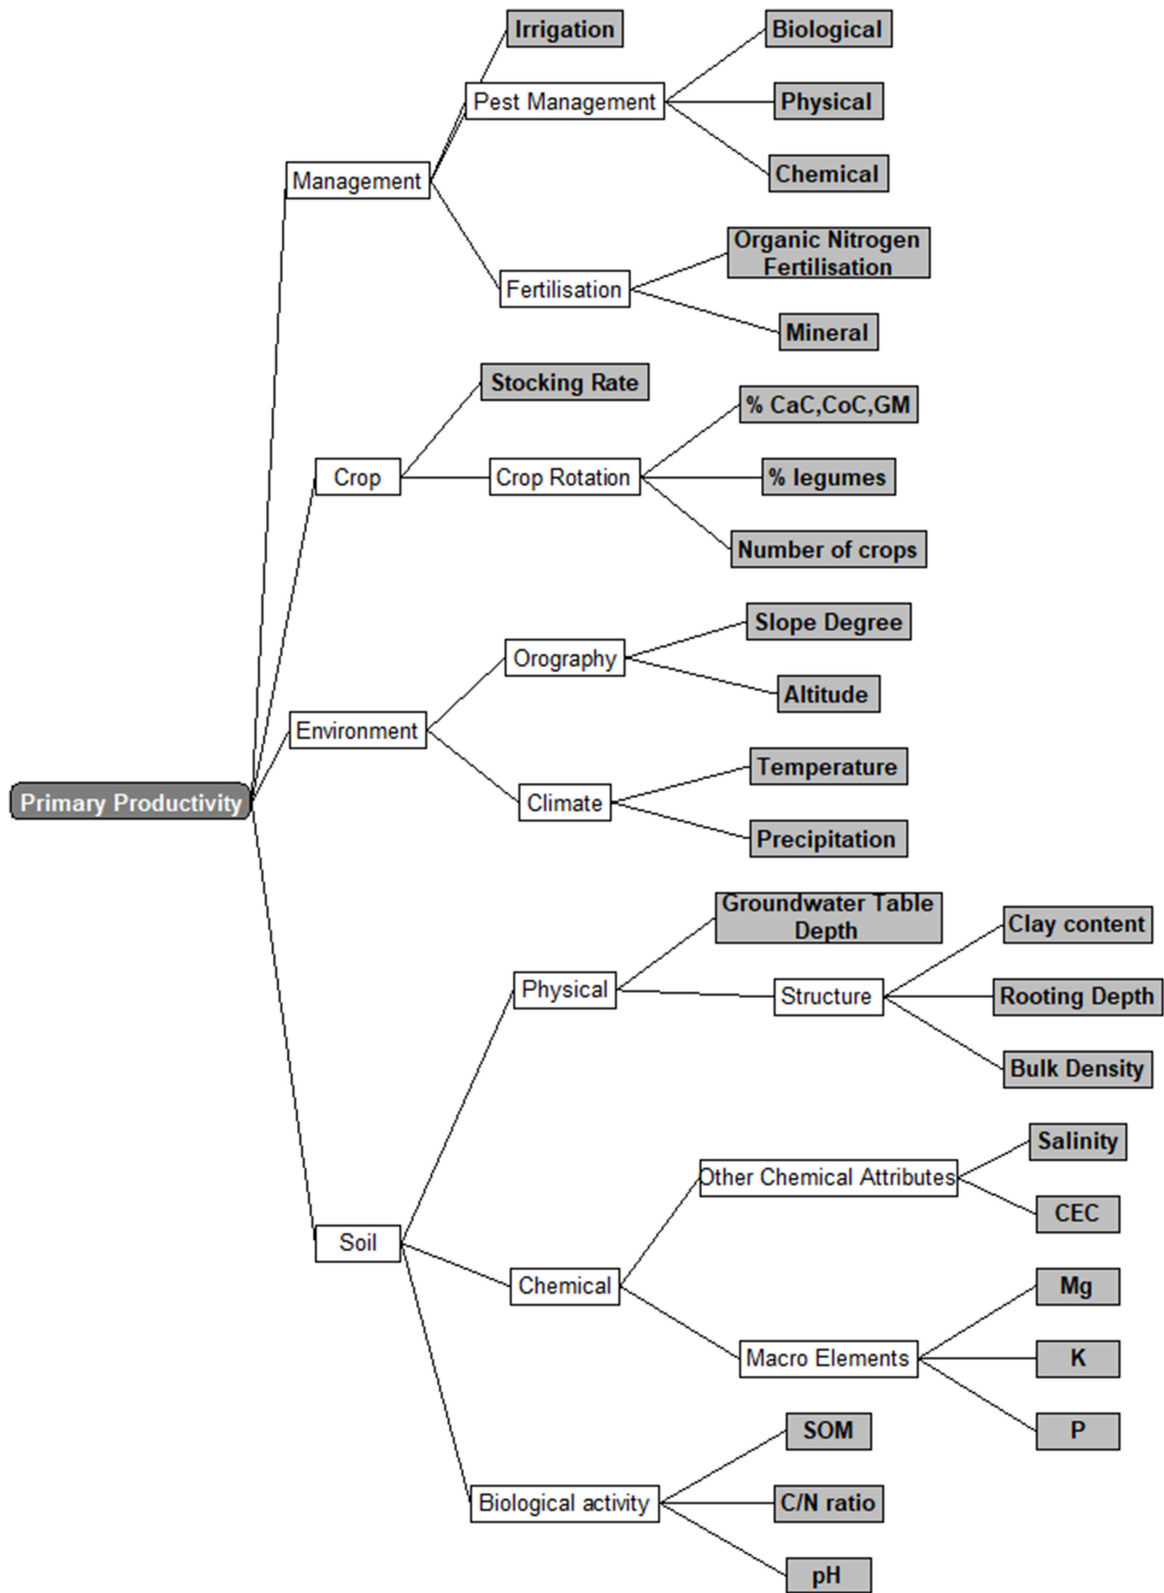 Irrigation
Biological
Pest Management
Physical
Management
Chemical
Organic Nitrogen
Fertilisation
Fertilisation
Mineral
Stocking Rate
% CaC,CoC,GM
Crop
Crop Rotation
% legumes
Number of crops
Slope Degree
Orography
Altitude
Environment
Temperature
Primary Productivity
Climate
Precipitation
Groundwater Table
Depth
Clay content
Physical
Structure
Rooting Depth
Bulk Density
Salinity
Other Chemical Attributes
CEC
Soil
Chemical
Mg
Macro Elements
K
P
SOM
Biological activity
C/N ratio
pH